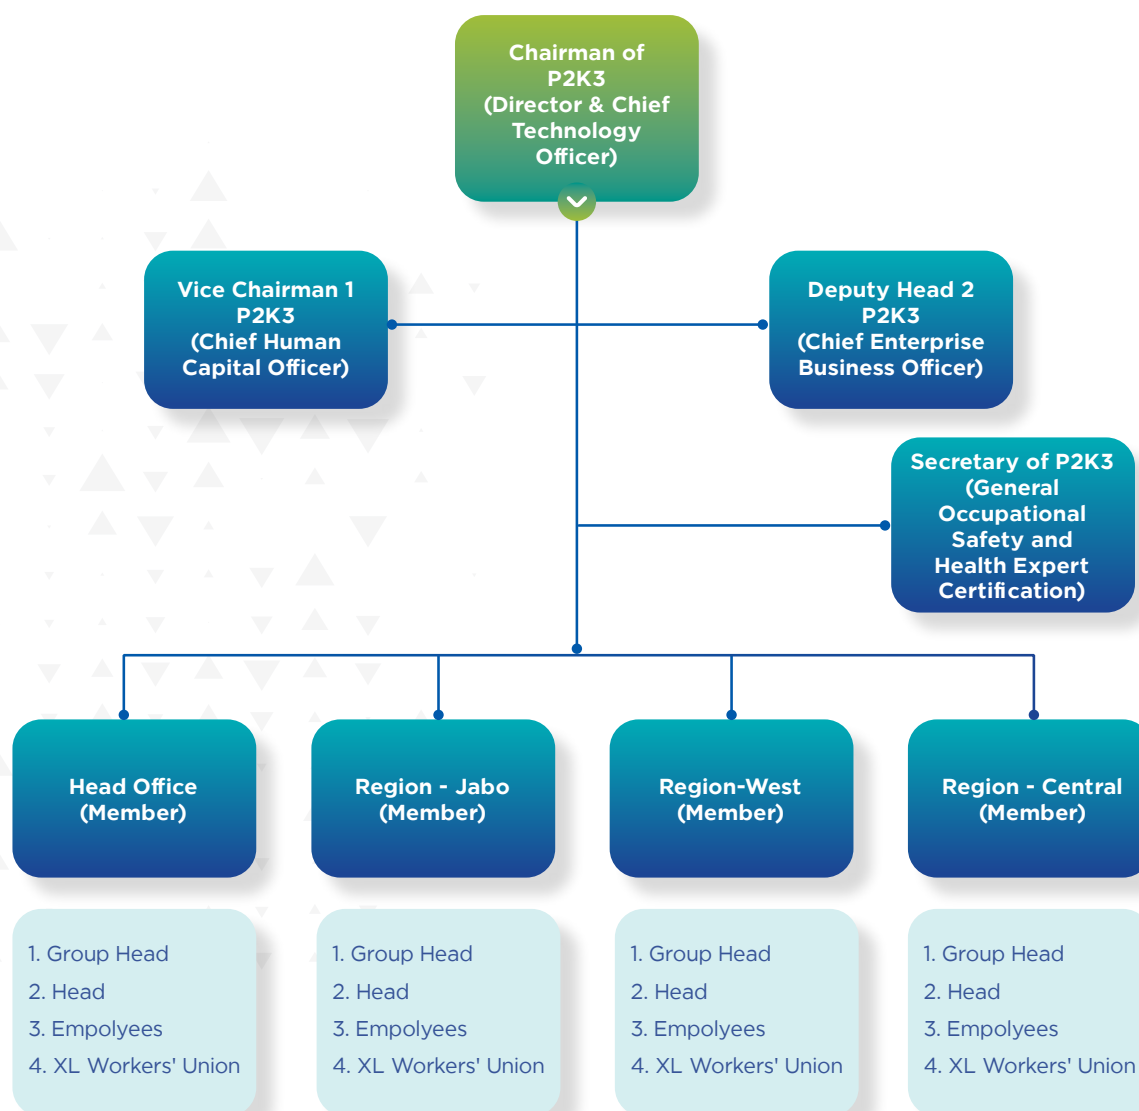 Chairman of
P2K3
(Director & Chief
Technology
Officer)
Vice Chairman 1
P2K3
(Chief Human
Capital Officer)
Deputy Head 2
P2K3
(Chief Enterprise
Business Officer)
Secretary of P2K3
(General
Occupational
Safety and
Health Expert
Certification)
Head Office
(Member)
Region - Jabo
(Member)
Region-West
(Member)
Region - Central
(Member)
1. Group Head
2. Head
3. Empolyees
4. XL Workers' Union
1. Group Head
2. Head
3. Empolyees
4. XL Workers' Union
1. Group Head
2. Head
3. Empolyees
4. XL Workers' Union
1. Group Head
2. Head
3. Empolyees
4. XL Workers' Union